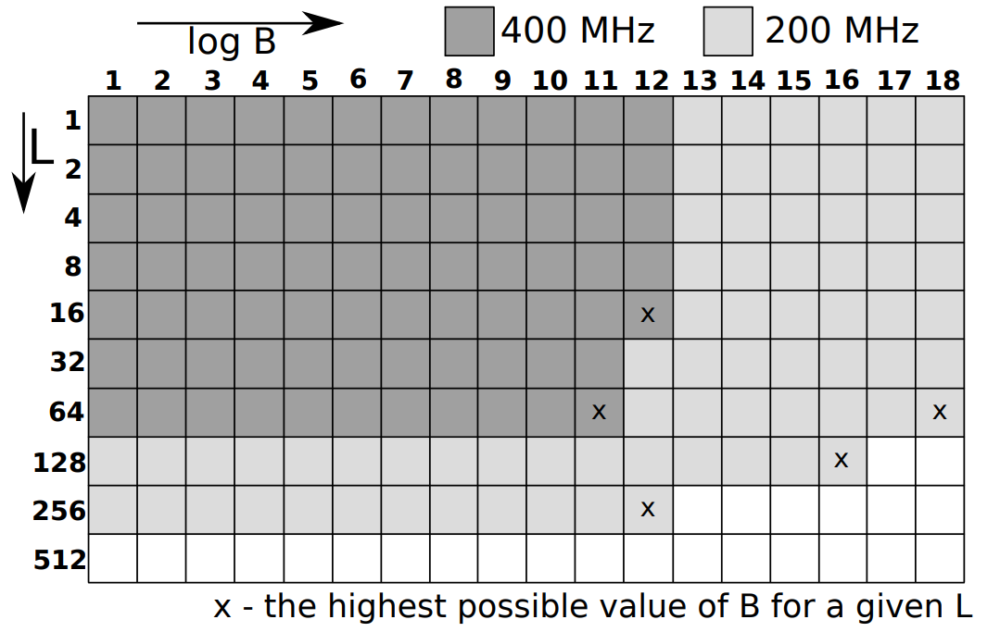 log B
400 MHz
200 MHz
1 2 3 4 5 6 7 8 9 10 11 12 13 14 15 16 17 18
L
1
2
4
8
16 x
32
64 x x
128 x
256 x
512
x - the highest possible value of B for a given L